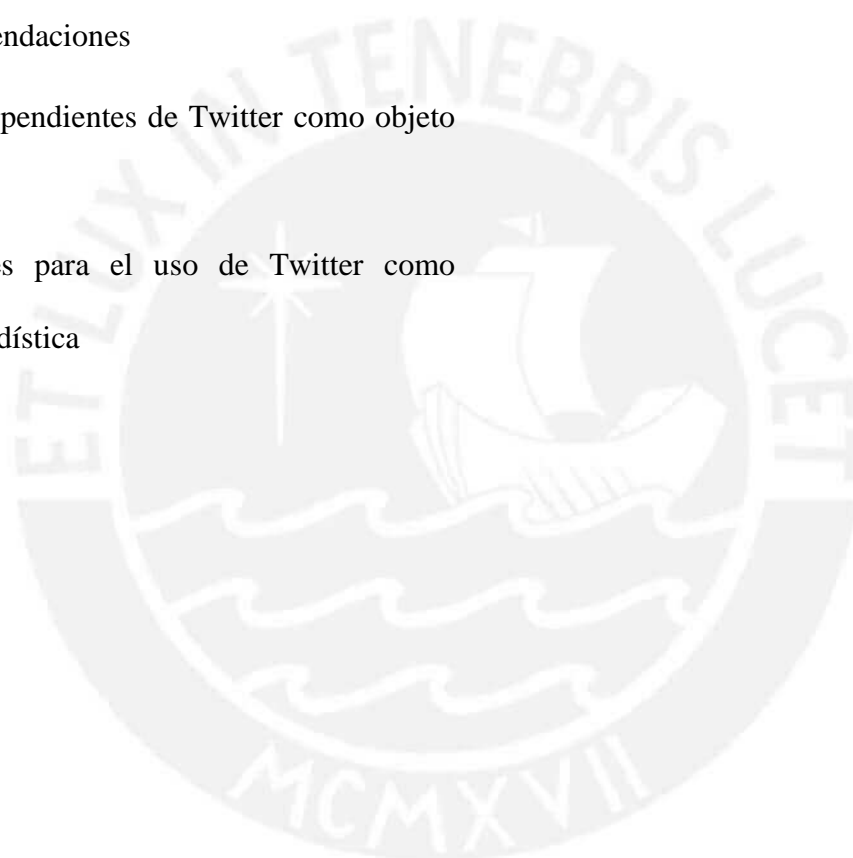 endaciones
pendientes de Twitter como objeto
es para el uso de Twitter como
dística
ET LUX IN TENEBRIS LUCET
MCMXVII